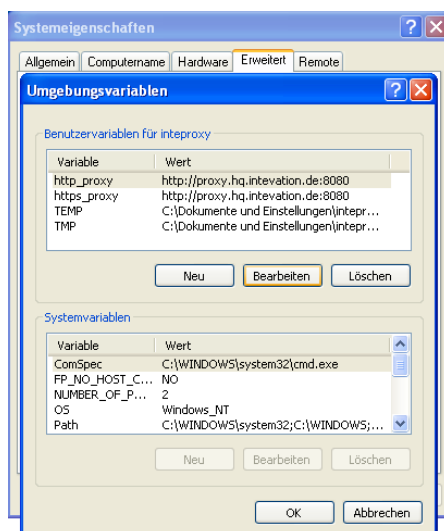 Systemeigenschaften
Allgemein Computername Hardware Erweitert Remote
Umgebungsvariablen
Benutzervariablen für inteproxy
Variable Wert
http_proxy http://proxy.hq.intevation.de:8080
https_proxy http://proxy.hq.intevation.de:8080
TEMP C:\Dokumente und Einstellungen\intepr...
TMP C:\Dokumente und Einstellungen\intepr...
Neu Bearbeiten Löschen
Systemvariablen
Variable Wert
ComSpec C:\WINDOWS\system32\cmd.exe
FP_NO_HOST_C... NO
NUMBER_OF_P... 2
OS Windows_NT
Path C:\WINDOWS\system32;C:\WINDOWS;...
Neu Bearbeiten Löschen
OK Abbrechen